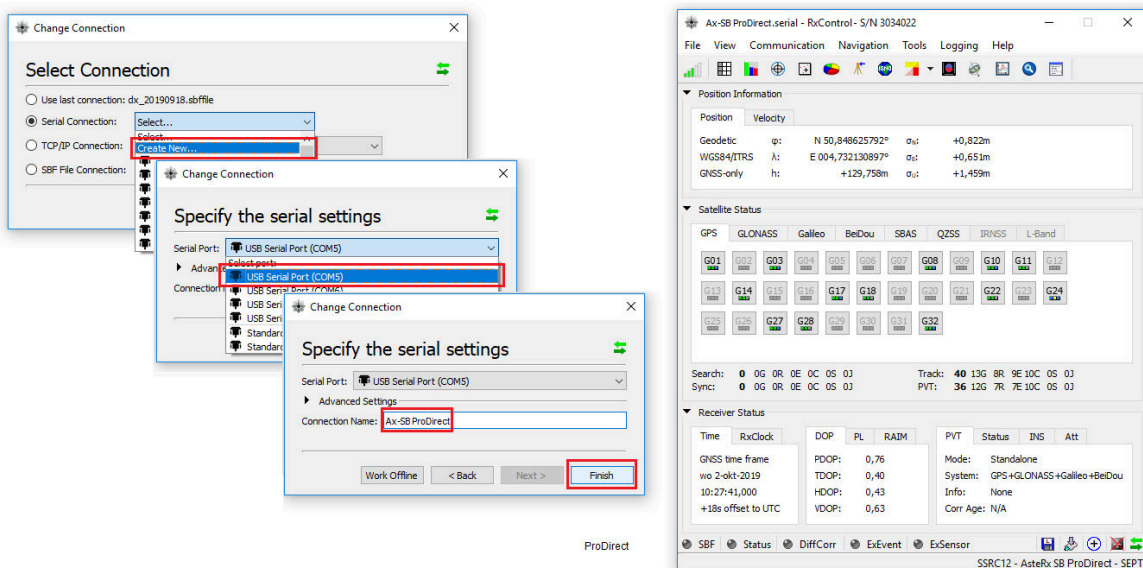 Change Connection
Select Connection
Use last connection: dx_20190918.sbffile
Serial Connection: Select...
Select...
TCP/IP Connection: Create New...
SBF File Connection:
Change Connection
Specify the serial settings
Serial Port: USB Serial Port (COM5)
Select port:
USB Serial Port (COM5)
USB Serial Port (COM6)
USB Seri
USB Seri
Standard
Standard
Advanc
Connection
Change Connection
Specify the serial settings
Serial Port: USB Serial Port (COM5)
Advanced Settings
Connection Name: Ax-SB ProDirect
Work Offline < Back Next > Finish
ProDirect
Ax-SB ProDirect.serial - RxControl - S/N 3034022
File View Communication Navigation Tools Logging Help
Position Information
Position Velocity
Geodetic φ: N 50,848625792° σN: +0,822m
WGS84/ITRS λ: E 004,732130897° σE: +0,651m
GNSS-only h: +129,758m σU: +1,459m
Satellite Status
GPS GLONASS Galileo BeiDou SBAS QZSS IRNSS L-Band
G01 G02 G03 G04 G05 G06 G07 G08 G09 G10 G11 G12
G13 G14 G15 G16 G17 G18 G19 G20 G21 G22 G23 G24
G25 G26 G27 G28 G29 G30 G31 G32
Search: 0 0G 0R 0E 0C 0S 0J Track: 40 13G 8R 9E 10C 0S 0J
Sync: 0 0G 0R 0E 0C 0S 0J PVT: 36 12G 7R 7E 10C 0S 0J
Receiver Status
Time RxClock DOP PL RAIM PVT Status INS Att
GNSS time frame PDOP: 0,76 Mode: Standalone
wo 2-okt-2019 TDOP: 0,40 System: GPS+GLONASS+Galileo+BeiDou
10:27:41,000 HDOP: 0,43 Info: None
+18s offset to UTC VDOP: 0,63 Corr Age: N/A
SBF Status DiffCorr ExEvent ExSensor
SSRC12 - AsteRx SB ProDirect - SEPT